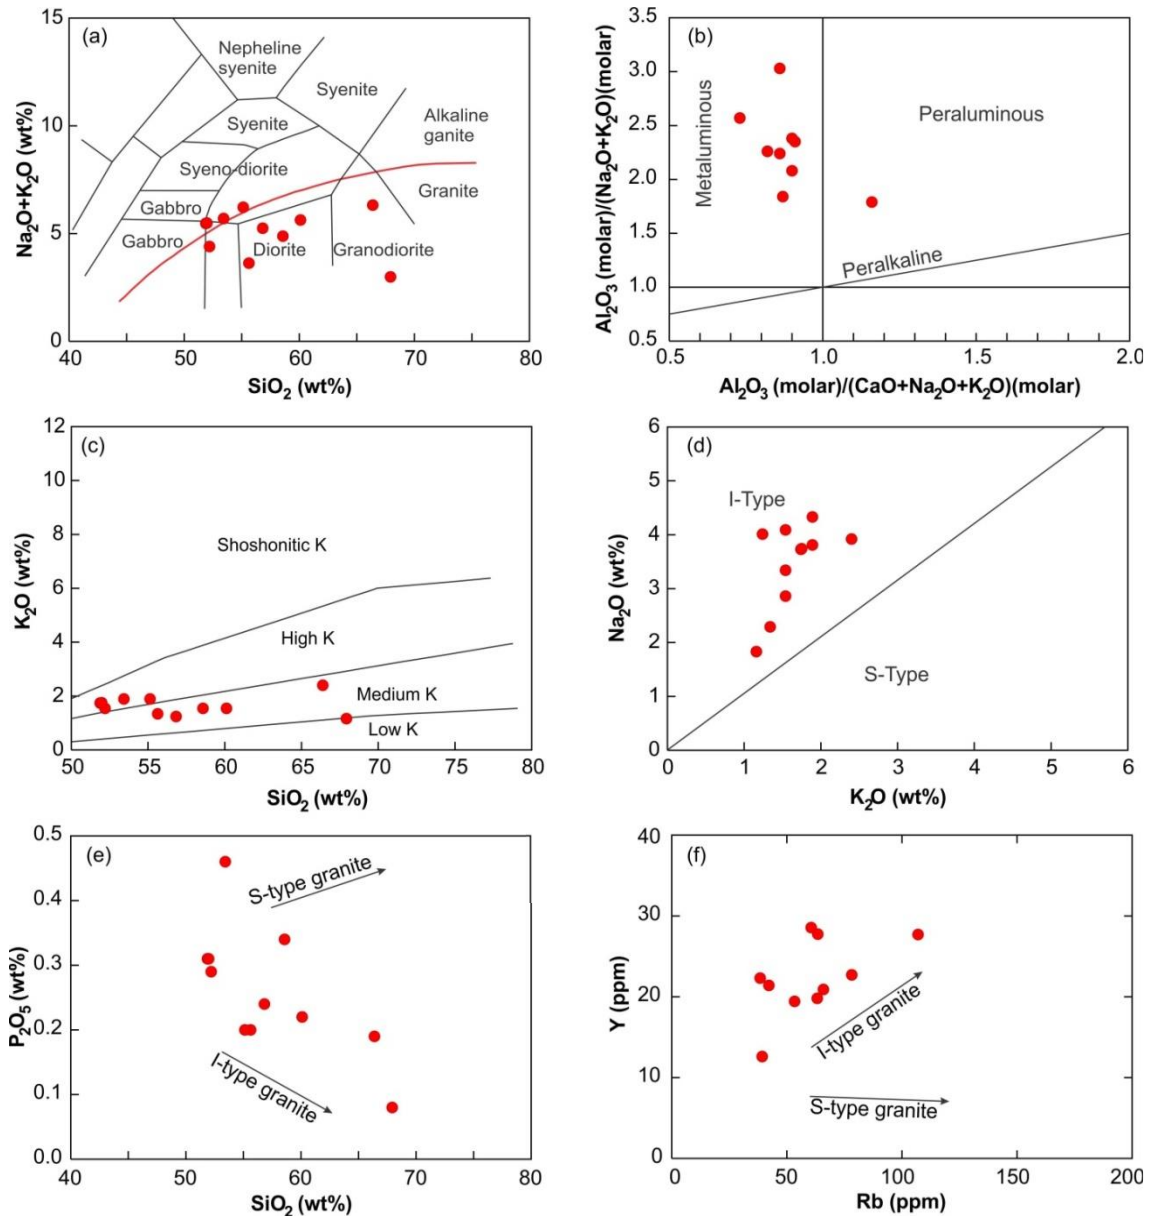 (a)
Nepheline
syenite
Syenite
Alkaline
ganite
Syenite
Syeno-diorite
Granite
Gabbro
Gabbro
Diorite
Granodiorite
15
10
5
0
40
50
60
70
80
Na₂O+K₂O (wt%)
SiO₂ (wt%)
(b)
Metaluminous
Peraluminous
Peralkaline
3.5
3.0
2.5
2.0
1.5
1.0
0.5
0.5
1.0
1.6
2.0
Al₂O₃ (molar)/(Na₂O+K₂O)(molar)
Al₂O₃ (molar)/(CaO+Na₂O+K₂O)(molar)
(c)
Shoshonitic K
High K
Medium K
Low K
12
10
8
6
4
2
0
50
55
60
65
70
75
80
K₂O (wt%)
SiO₂ (wt%)
(d)
I-Type
S-Type
6
5
4
3
2
1
0
0
1
2
3
4
5
6
Na₂O (wt%)
K₂O (wt%)
(e)
S-type granite
I-type granite
0.5
0.4
0.3
0.2
0.1
0.0
40
50
60
70
80
P₂O₅ (wt%)
SiO₂ (wt%)
(f)
I-type granite
S-type granite
40
30
20
10
0
0
50
100
150
200
Y (ppm)
Rb (ppm)